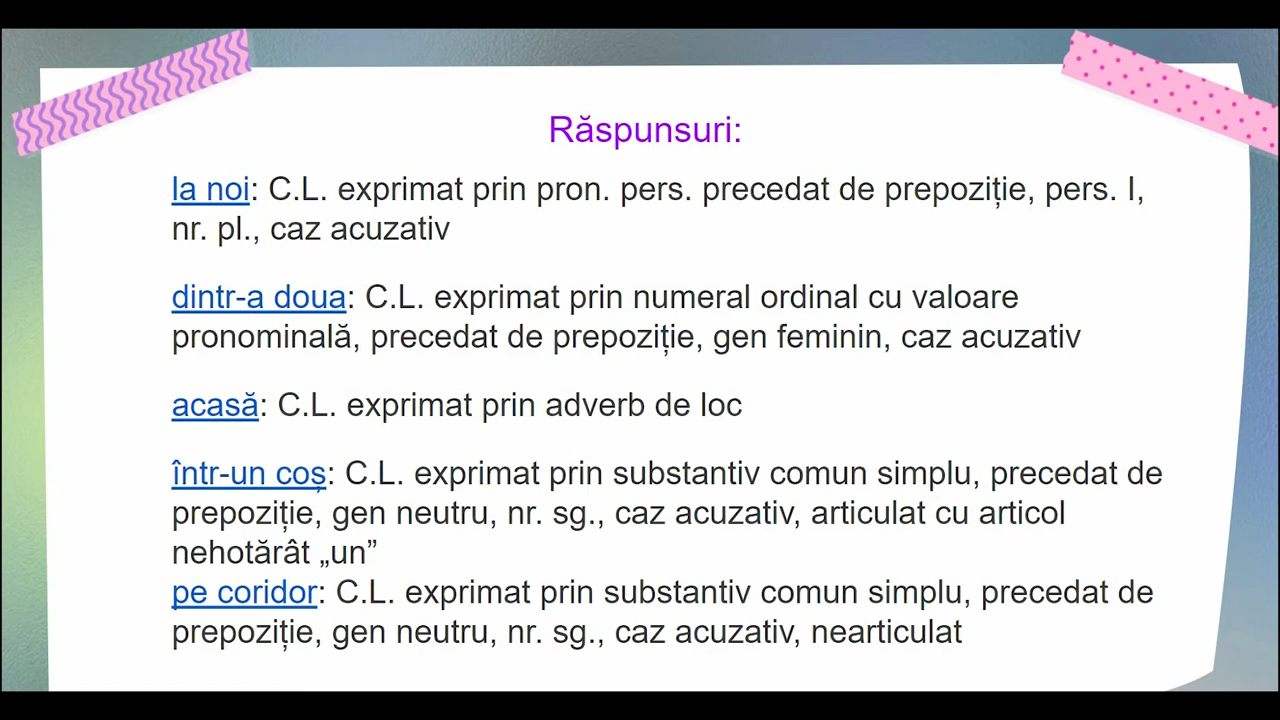 Răspunsuri:
la noi: C.L. exprimat prin pron. pers. precedat de prepoziție, pers. I,
nr. pl., caz acuzativ
dintr-a doua: C.L. exprimat prin numeral ordinal cu valoare
pronominală, precedat de prepoziție, gen feminin, caz acuzativ
acasă: C.L. exprimat prin adverb de loc
într-un coș: C.L. exprimat prin substantiv comun simplu, precedat de
prepoziție, gen neutru, nr. sg., caz acuzativ, articulat cu articol
nehotărât „un”
pe coridor: C.L. exprimat prin substantiv comun simplu, precedat de
prepoziție, gen neutru, nr. sg., caz acuzativ, nearticulat